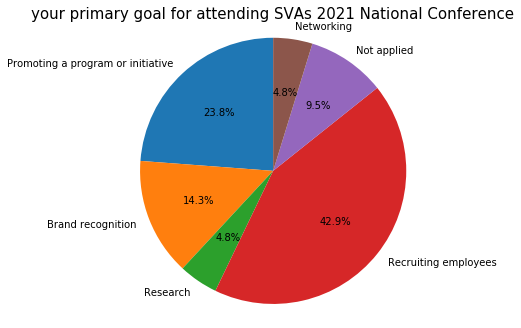 your primary goal for attending SVAs 2021 National Conference
Networking
Not applied
Promoting a program or initiative
4.8%
9.5%
23.8%
14.3%
42.9%
Brand recognition
4.8%
Recruiting employees
Research